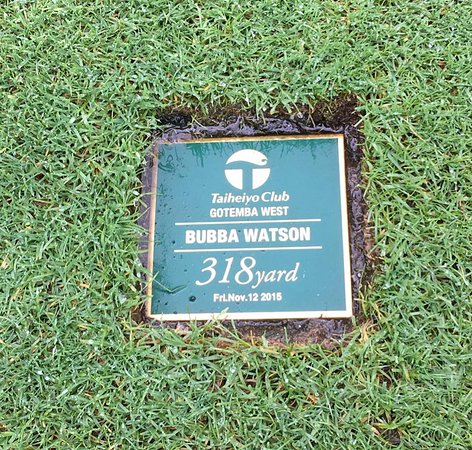 Taiheiyo Club
GOTEMBA WEST
BUBBA WATSON
318yard
Fri.Nov.12 2015